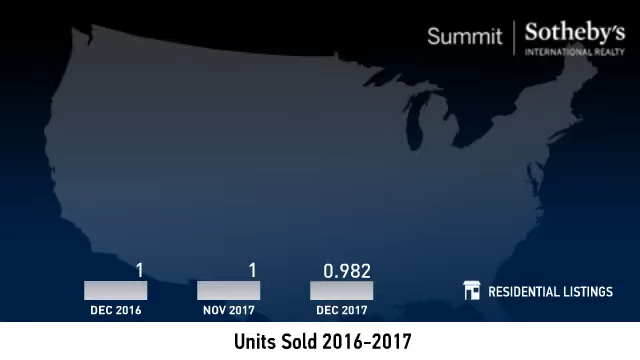 Summit | Sotheby's
INTERNATIONAL REALTY
1 1 0.982
DEC 2016 NOV 2017 DEC 2017
RESIDENTIAL LISTINGS
Units Sold 2016-2017